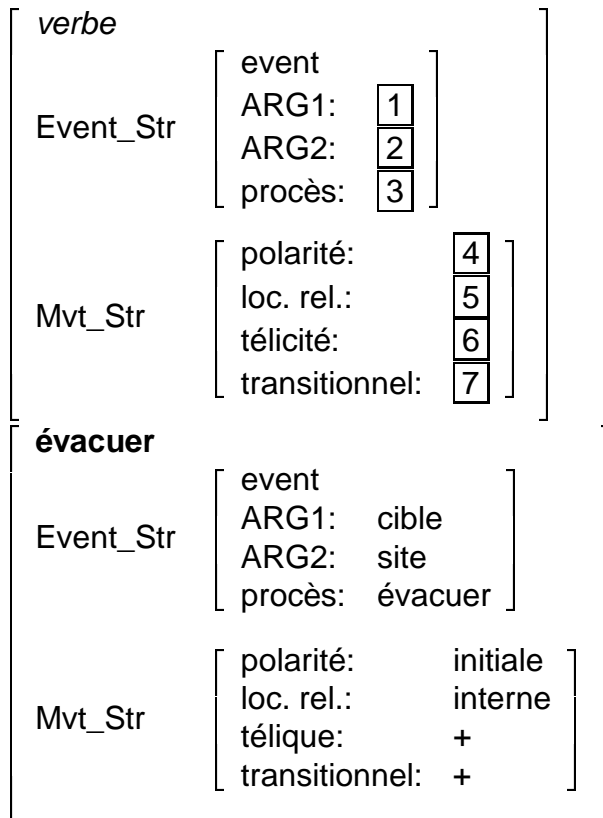 verbe
event
ARG1: 1
Event_Str
ARG2: 2
procès: 3
polarité: 4
loc. rel.: 5
Mvt_Str
télicité: 6
transitionnel: 7
évacuer
event
ARG1: cible
Event_Str
ARG2: site
procès: évacuer
polarité: initiale
loc. rel.: interne
Mvt_Str
télique: +
transitionnel: +